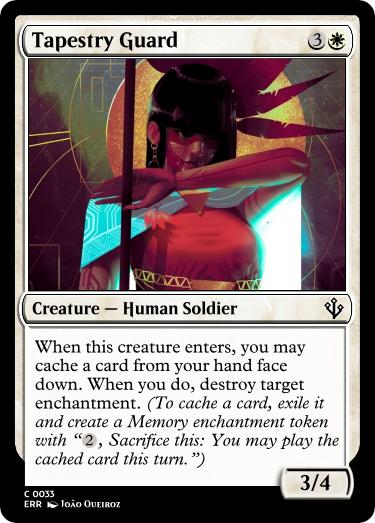 Tapestry Guard 3
Creature — Human Soldier
When this creature enters, you may
cache a card from your hand face
down. When you do, destroy target
enchantment. (To cache a card, exile it
and create a Memory enchantment token
with “2, Sacrifice this: You may play the
cached card this turn.”)
3/4
C 0033
ERR João Queiroz